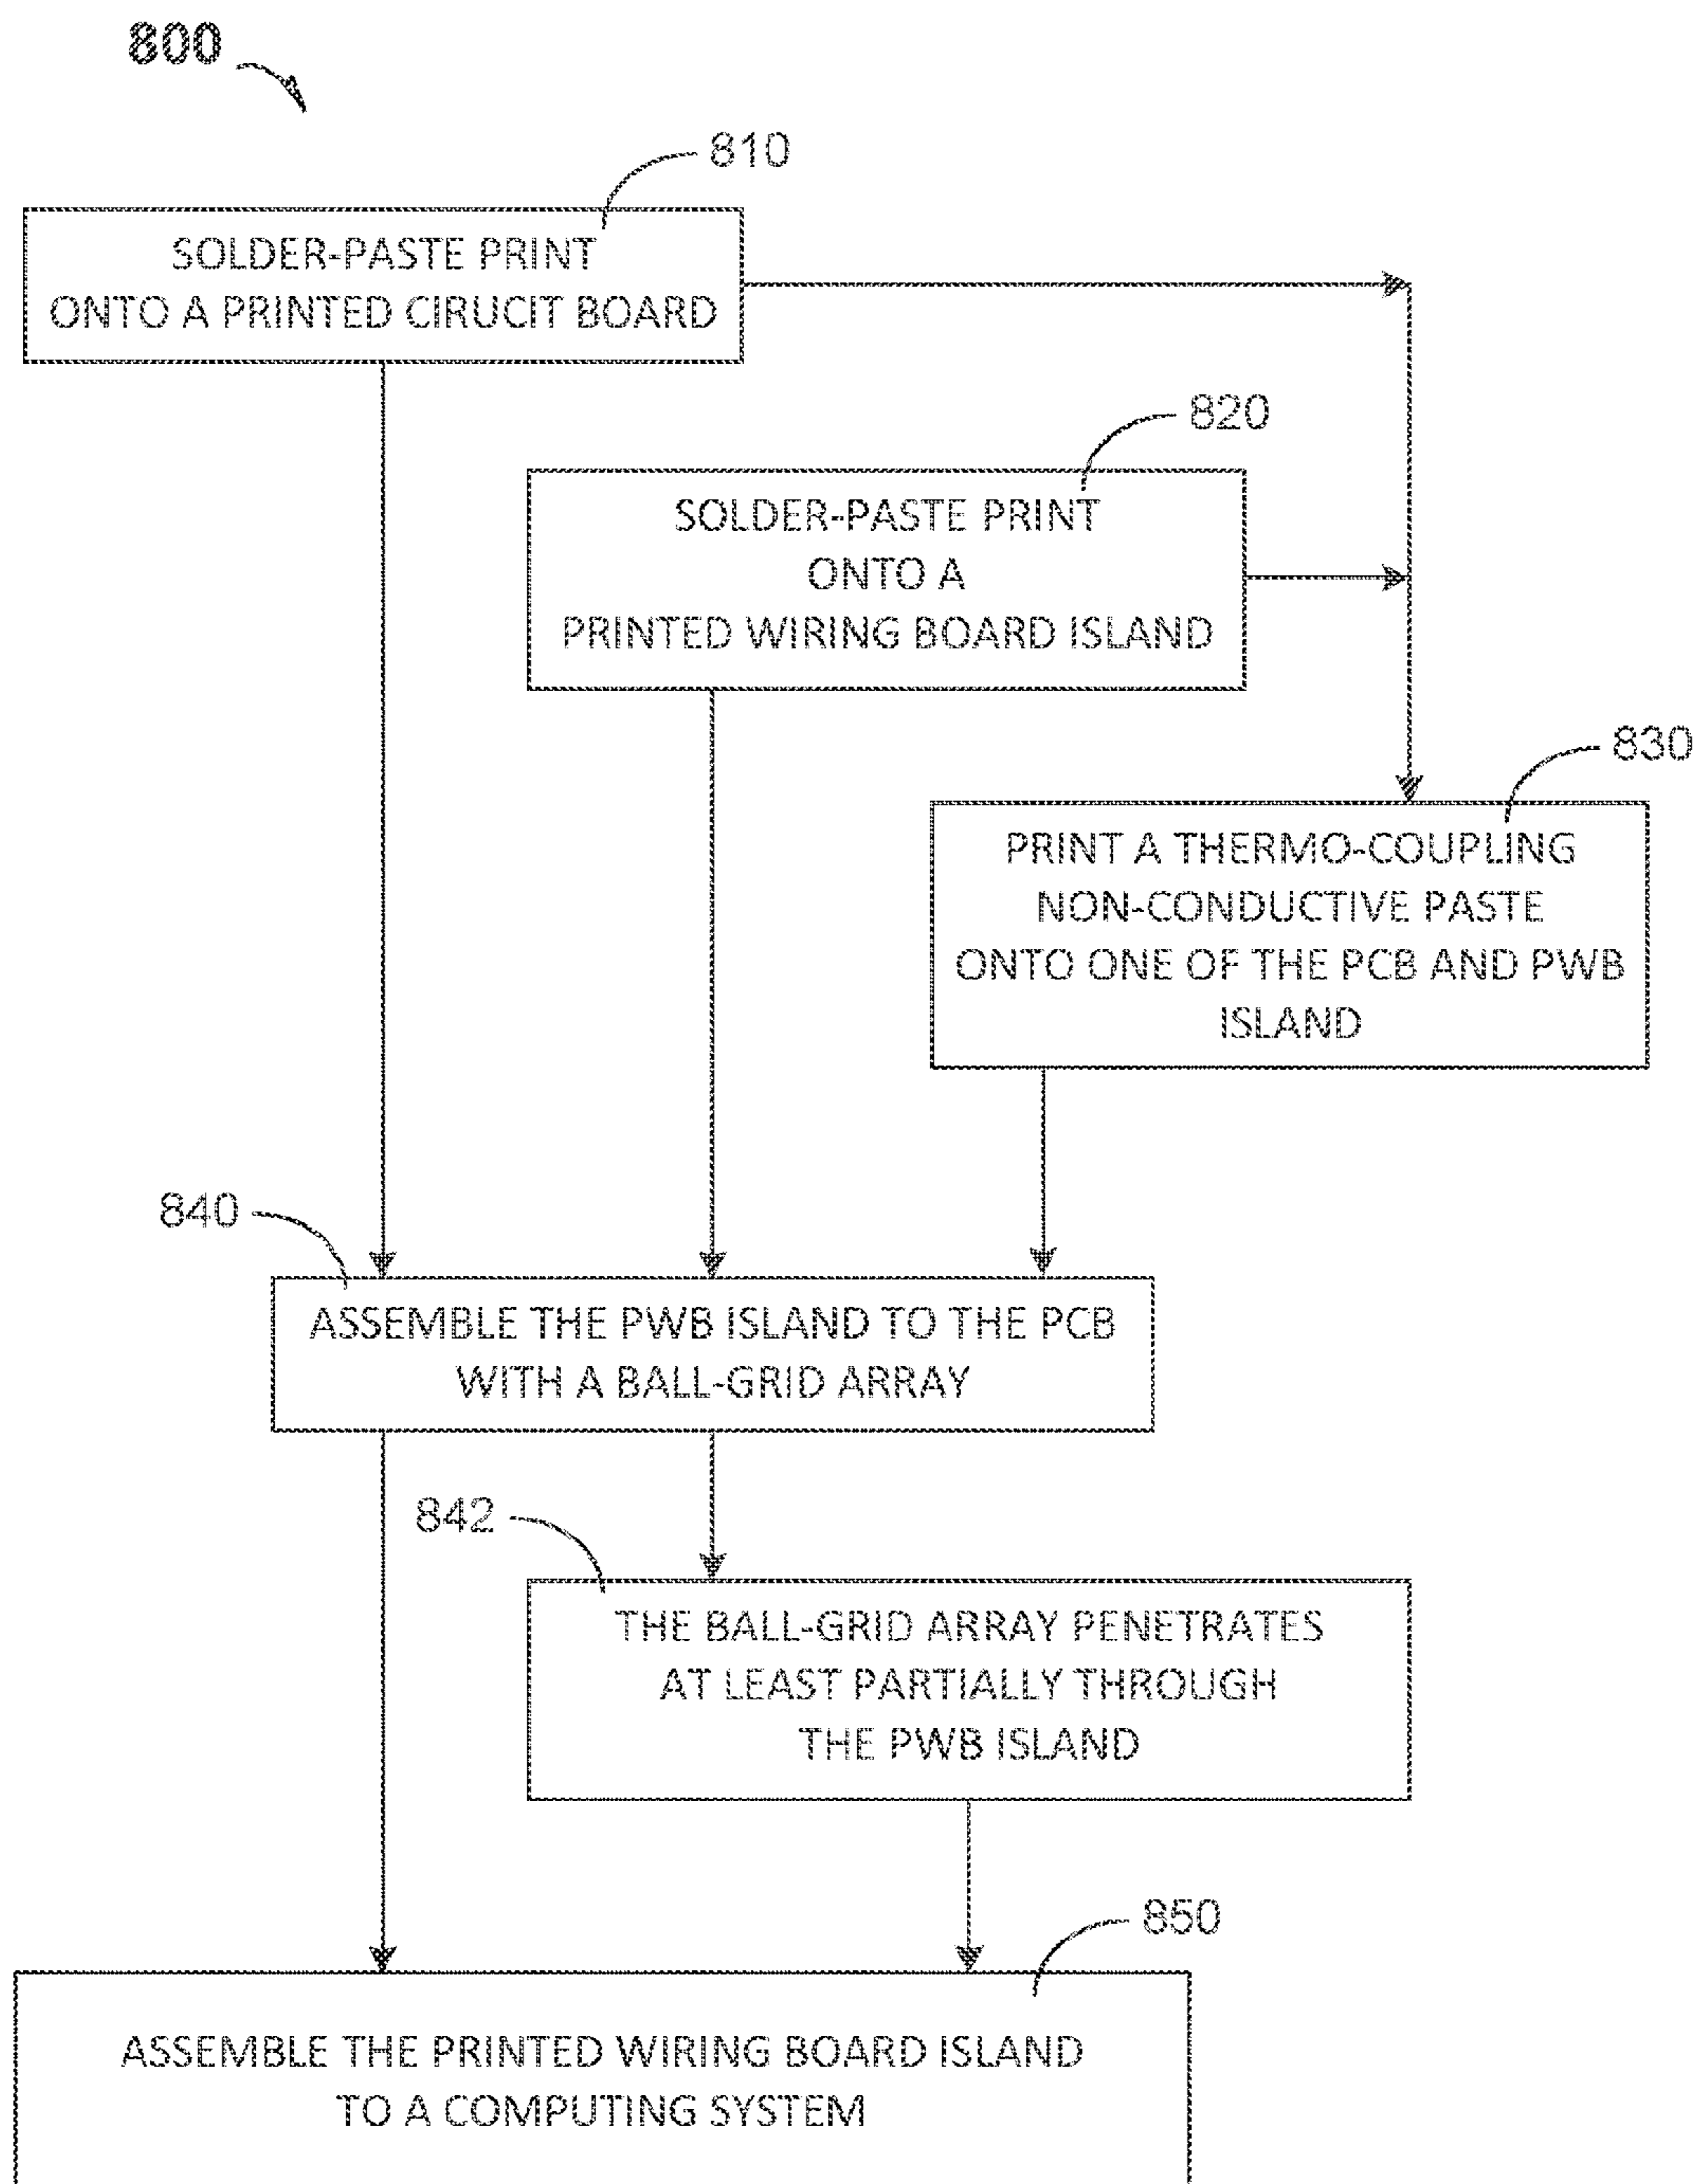 800
810
SOLDER-PASTE PRINT
ONTO A PRINTED CIRUCIT BOARD
820
SOLDER-PASTE PRINT
ONTO A
PRINTED WIRING BOARD ISLAND
830
PRINT A THERMO-COUPLING
NON-CONDUCTIVE PASTE
ONTO ONE OF THE PCB AND PWB
ISLAND
840
ASSEMBLE THE PWB ISLAND TO THE PCB
WITH A BALL-GRID ARRAY
842
THE BALL-GRID ARRAY PENETRATES
AT LEAST PARTIALLY THROUGH
THE PWB ISLAND
850
ASSEMBLE THE PRINTED WIRING BOARD ISLAND
TO A COMPUTING SYSTEM